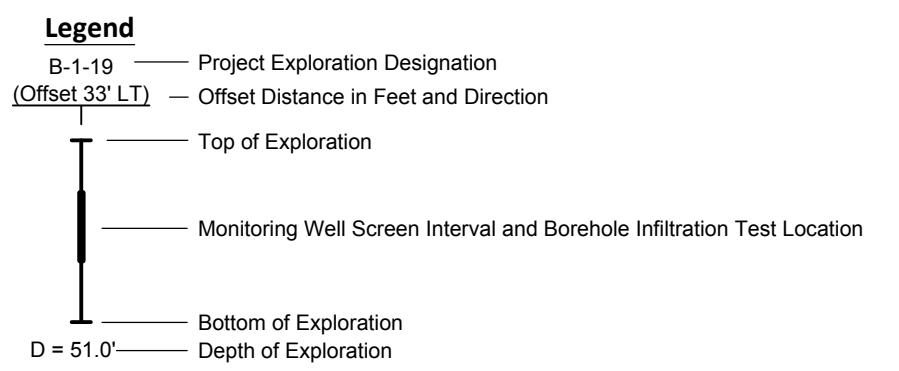 Legend
B-1-19 Project Exploration Designation
(Offset 33' LT) Offset Distance in Feet and Direction
Top of Exploration
Monitoring Well Screen Interval and Borehole Infiltration Test Location
Bottom of Exploration
D = 51.0' Depth of Exploration